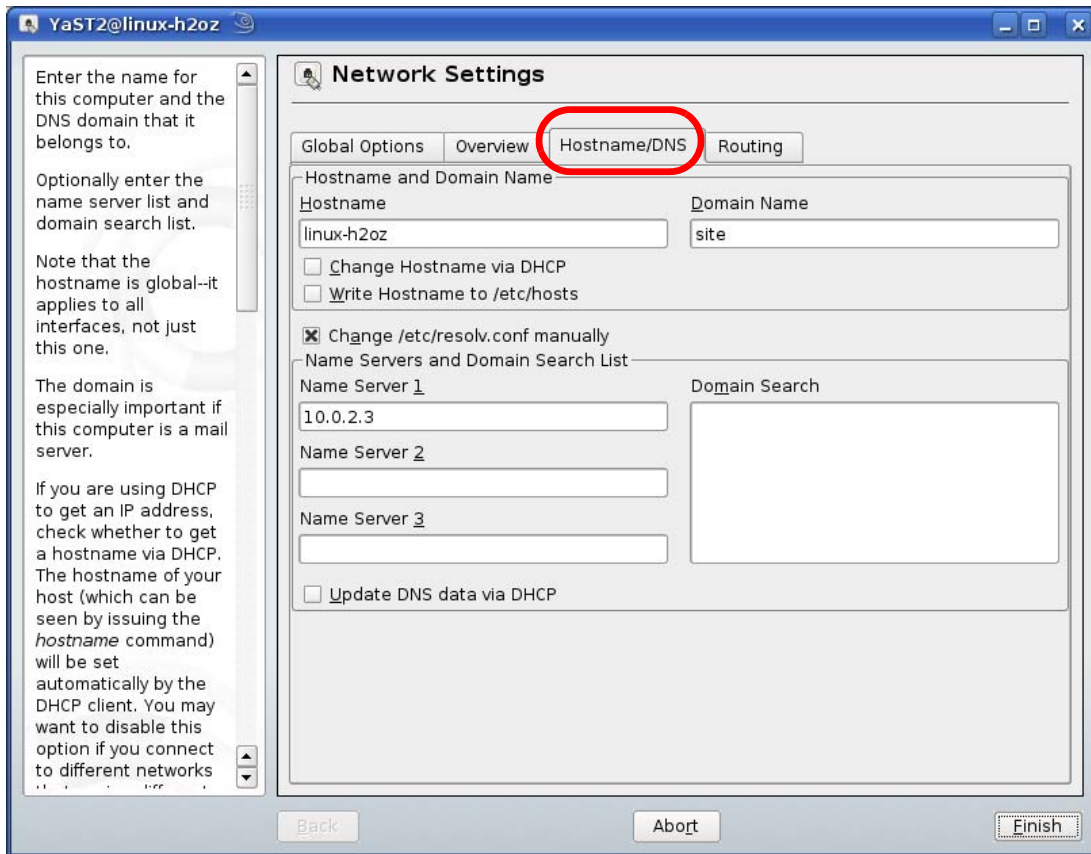 YaST2@linux-h2oz
Enter the name for
this computer and the
DNS domain that it
belongs to.
Optionally enter the
name server list and
domain search list.
Note that the
hostname is global--it
applies to all
interfaces, not just
this one.
The domain is
especially important if
this computer is a mail
server.
If you are using DHCP
to get an IP address,
check whether to get
a hostname via DHCP.
The hostname of your
host (which can be
seen by issuing the
hostname command)
will be set
automatically by the
DHCP client. You may
want to disable this
option if you connect
to different networks
Network Settings
Global Options
Overview
Hostname/DNS
Routing
Hostname and Domain Name
Hostname
Domain Name
linux-h2oz
site
Change Hostname via DHCP
Write Hostname to /etc/hosts
Change /etc/resolv.conf manually
Name Servers and Domain Search List
Name Server 1
Domain Search
10.0.2.3
Name Server 2
Name Server 3
Update DNS data via DHCP
Back
Abort
Finish